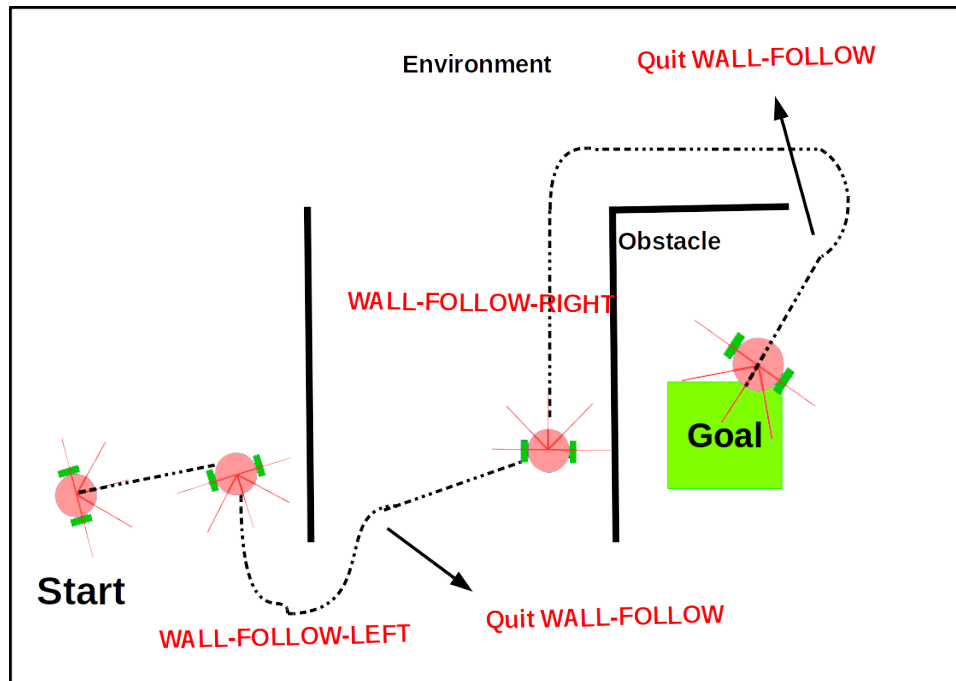 Environment
Quit WALL-FOLLOW
Obstacle
WALL-FOLLOW-RIGHT
Goal
Start
WALL-FOLLOW-LEFT
Quit WALL-FOLLOW